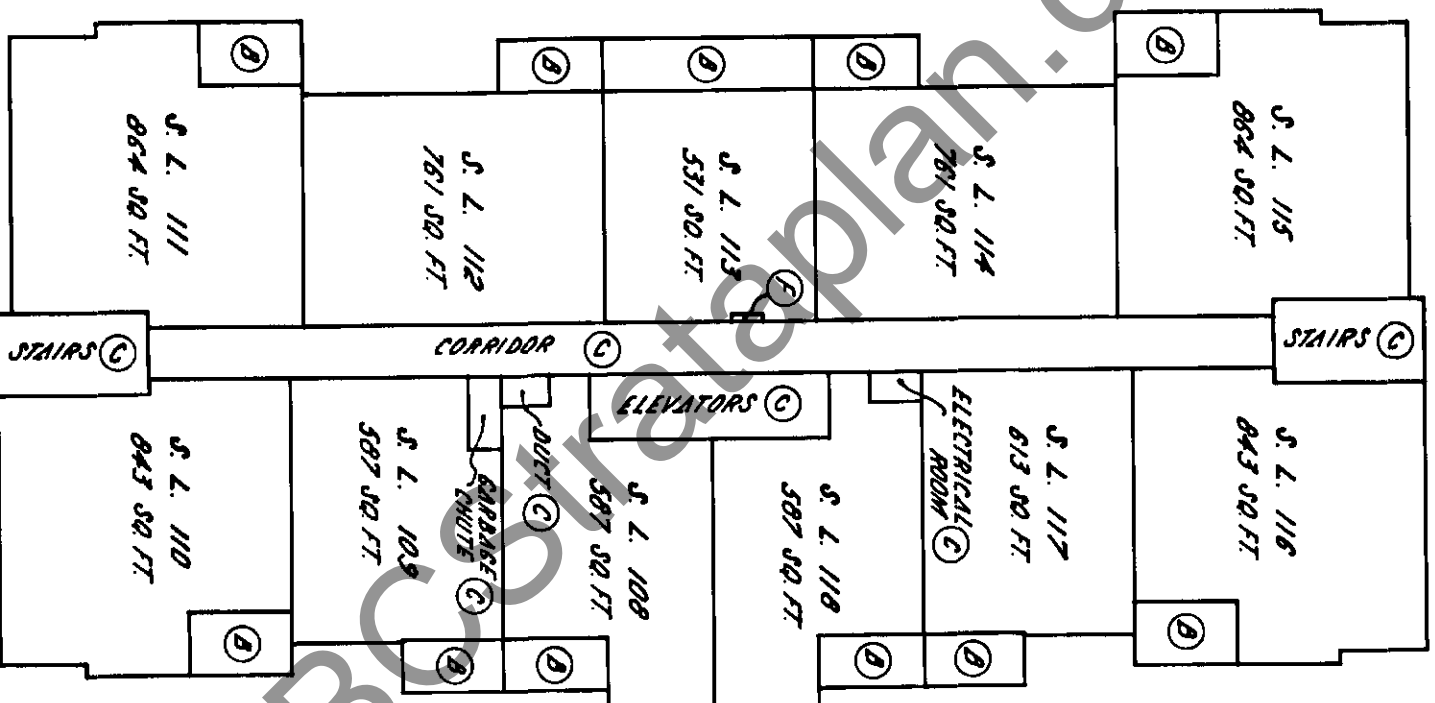 B
B
B
B
B
S. L. 111
864 SQ. FT.
S. L. 112
761 SQ. FT
S. L. 113
531 SQ. FT.
S. L. 114
761 SQ. FT
S. L. 115
864 SQ. FT.
F
STAIRS C
CORRIDOR C
STAIRS C
ELEVATORS C
S. L. 110
843 SQ. FT.
S. L. 109
587 SQ. FT.
GARBAGE
CHUTE C
DUCT C
S. L. 108
587 SQ. FT
S. L. 118
587 SQ. FT.
ELECTRICAL
ROOM C
S. L. 117
613 SQ. FT
S. L. 116
843 SQ. FT.
B
B
B
B
B
B
BCStrataplan.c